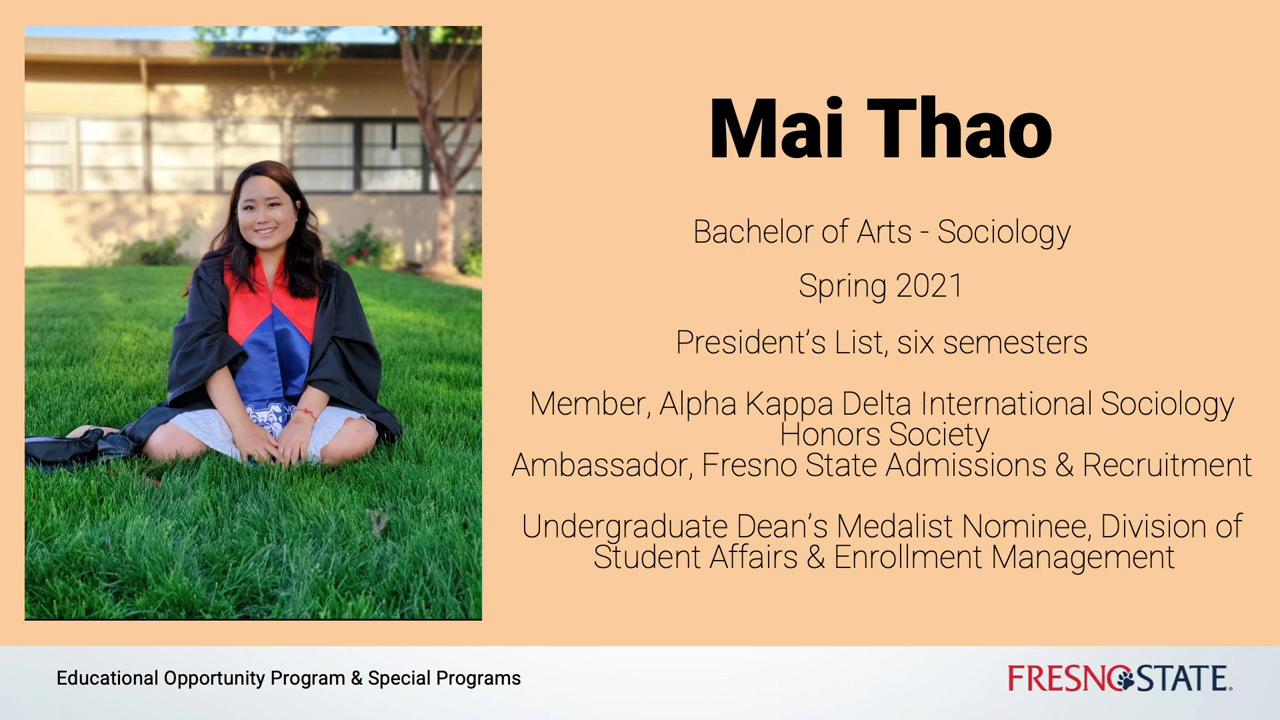 Mai Thao
Bachelor of Arts - Sociology
Spring 2021
President’s List, six semesters
Member, Alpha Kappa Delta International Sociology
Honors Society
Ambassador, Fresno State Admissions & Recruitment
Undergraduate Dean’s Medalist Nominee, Division of
Student Affairs & Enrollment Management
Educational Opportunity Program & Special Programs
FRESNO STATE